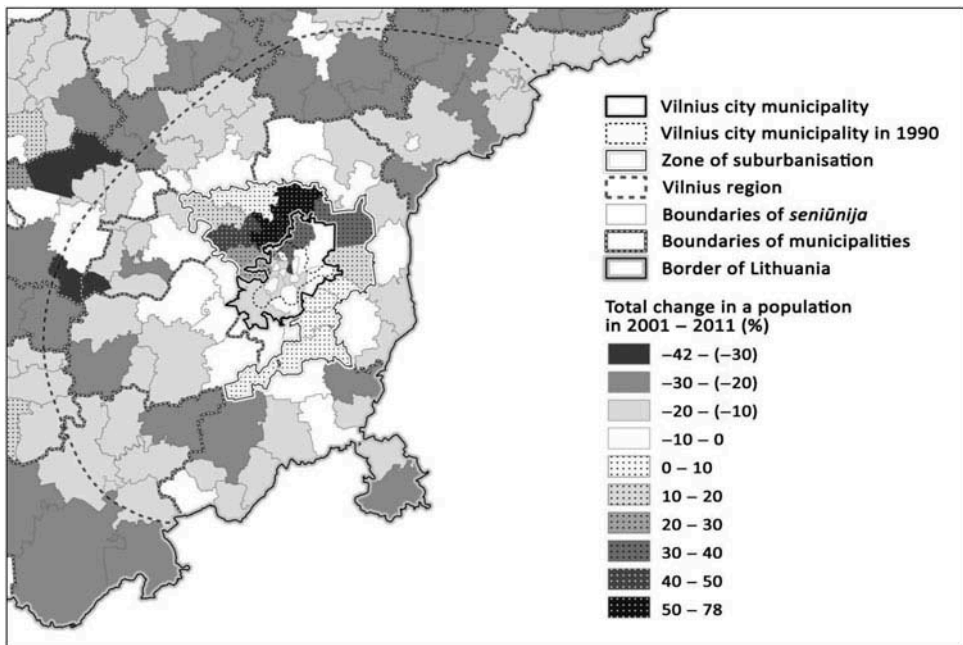 Vilnius city municipality
Vilnius city municipality in 1990
Zone of suburbanisation
Vilnius region
Boundaries of seniūnija
Boundaries of municipalities
Border of Lithuania
Total change in a population
in 2001 – 2011 (%)
−42 – (−30)
−30 – (−20)
−20 – (−10)
−10 – 0
0 – 10
10 – 20
20 – 30
30 – 40
40 – 50
50 – 78